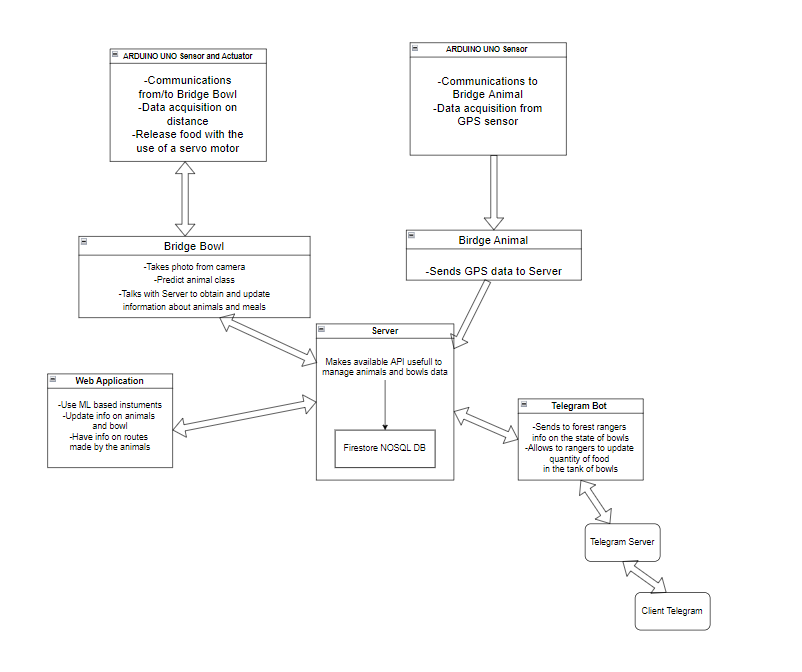 ARDUINO UNO Sensor and Actuator
-Communications
from/to Bridge Bowl
-Data acquisition on
distance
-Release food with the
use of a servo motor
ARDUINO UNO Sensor
-Communications to
Bridge Animal
-Data acquisition from
GPS sensor
Bridge Bowl
-Takes photo from camera
-Predict animal class
-Talks with Server to obtain and update
information about animals and meals
Birdge Animal
-Sends GPS data to Server
Server
Makes available API usefull to
manage animals and bowls data
Firestore NOSQL DB
Web Application
-Use ML based instuments
-Update info on animals
and bowl
-Have info on routes
made by the animals
Telegram Bot
-Sends to forest rangers
info on the state of bowls
-Allows to rangers to update
quantity of food
in the tank of bowls
Telegram Server
Client Telegram